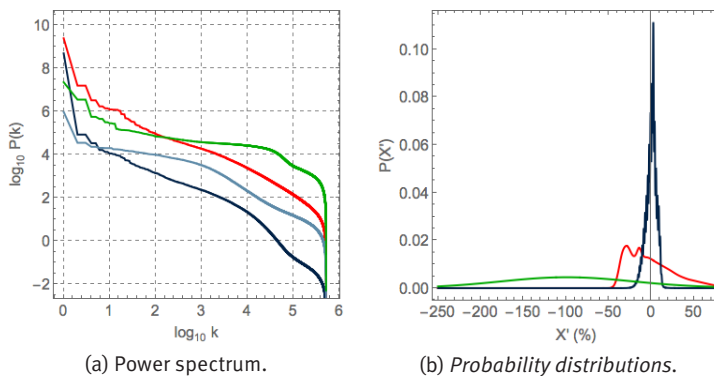 10
8
6
4
2
0
−2
log₁₀ P(k)
0 1 2 3 4 5 6
log₁₀ k
(a) Power spectrum.
0.10
0.08
0.06
0.04
0.02
0.00
P(X')
−250 −200 −150 −100 −50 0 50
X' (%)
(b) Probability distributions.